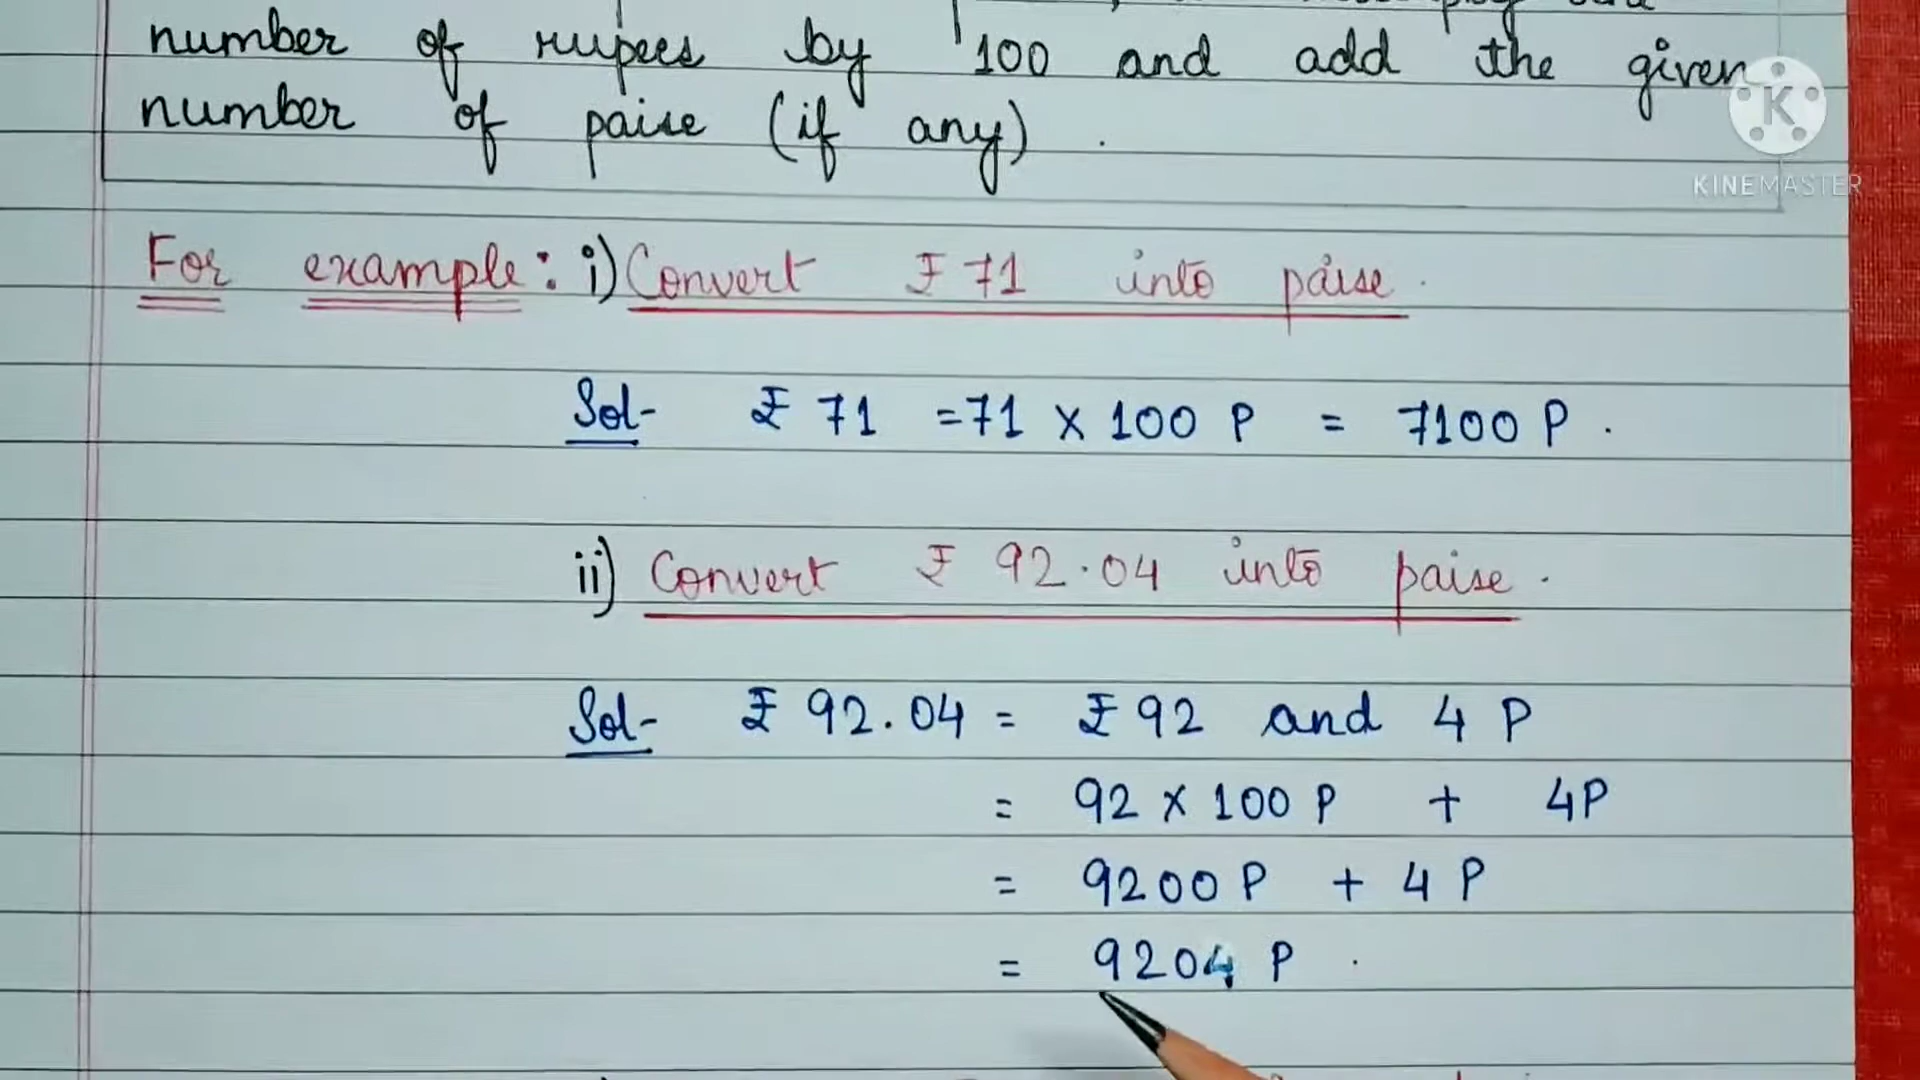 number of rupees by 100 and add the given
number of paise (if any).
K
KINEMASTER
For example: i) Convert ₹ 71 into paise.
Sol- ₹ 71 = 71 x 100 P = 7100 P.
ii) Convert ₹ 92.04 into paise.
Sol- ₹ 92.04 = ₹ 92 and 4 P
= 92 x 100 P + 4P
= 9200 P + 4 P
= 9204 P.